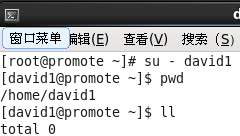 d
窗口菜单 编辑(E) 查看(V) 搜索 (S)
[root@promote ~]# su - david1
[david1@promote ~]$ pwd
/home/david1
[david1@promote ~]$ ll
total 0